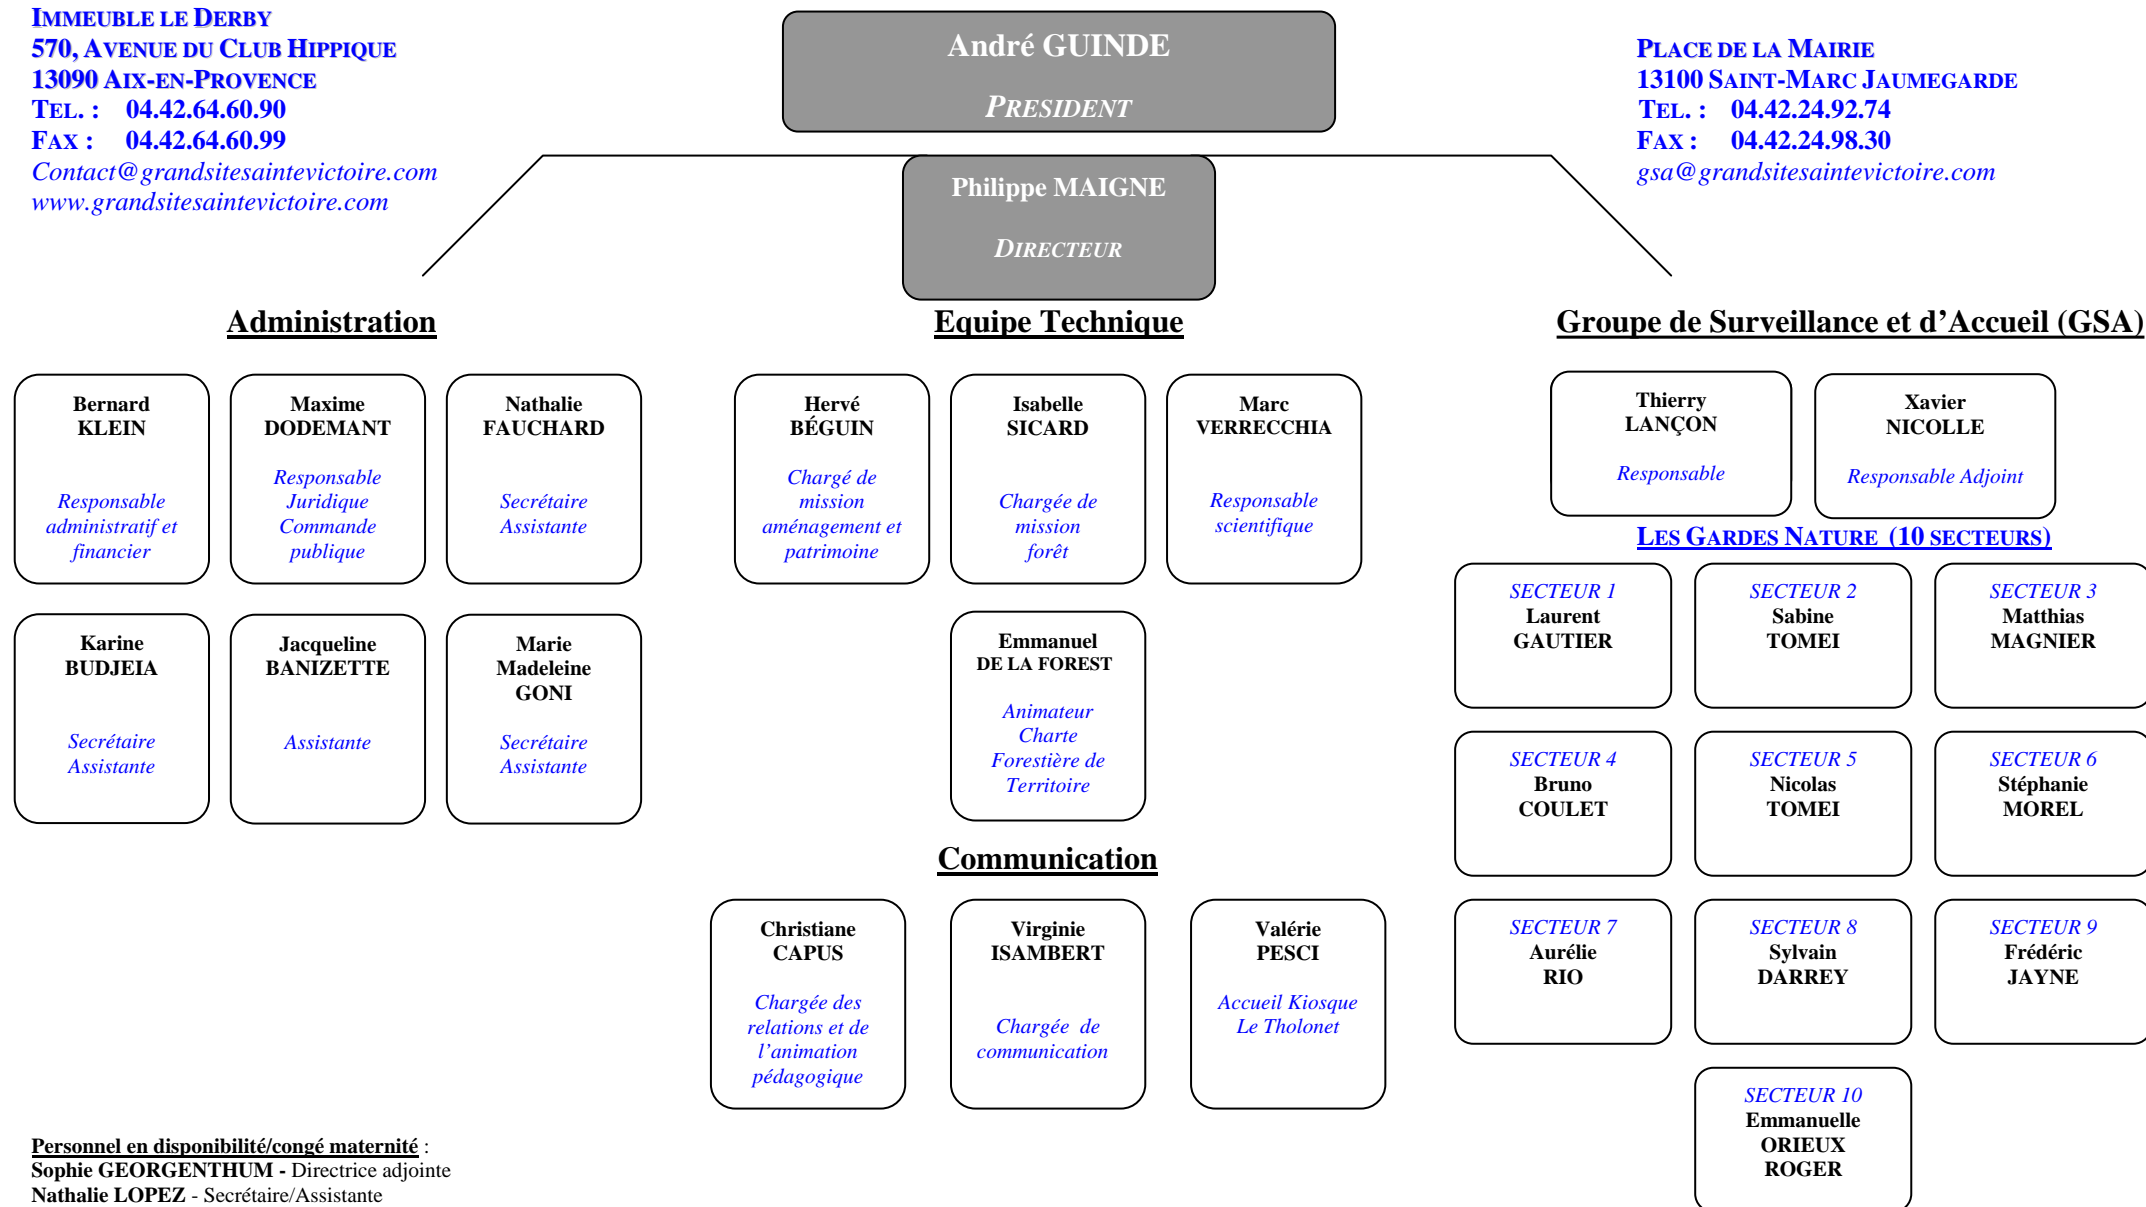 IMMEUBLE LE DERBY
570, AVENUE DU CLUB HIPPIQUE
13090 AIX-EN-PROVENCE
TEL. : 04.42.64.60.90
FAX : 04.42.64.60.99
Contact@grandsitesaintevictoire.com
www.grandsitesaintevictoire.com
André GUINDE
PRESIDENT
PLACE DE LA MAIRIE
13100 SAINT-MARC JAUMEGARDE
TEL. : 04.42.24.92.74
FAX : 04.42.24.98.30
gsa@grandsitesaintevictoire.com
Philippe MAIGNE
DIRECTEUR
Administration
Bernard
KLEIN
Responsable
administratif et
financier
Maxime
DODEMANT
Responsable
Juridique
Commande
publique
Nathalie
FAUCHARD
Secrétaire
Assistante
Karine
BUDJEIA
Secrétaire
Assistante
Jacqueline
BANIZETTE
Assistante
Marie
Madeleine
GONI
Secrétaire
Assistante
Equipe Technique
Hervé
BÉGUIN
Chargé de
mission
aménagement et
patrimoine
Isabelle
SICARD
Chargée de
mission
forêt
Marc
VERRECCHIA
Responsable
scientifique
Emmanuel
DE LA FOREST
Animateur
Charte
Forestière de
Territoire
Communication
Christiane
CAPUS
Chargée des
relations et de
l’animation
pédagogique
Virginie
ISAMBERT
Chargée de
communication
Valérie
PESCI
Accueil Kiosque
Le Tholonet
Groupe de Surveillance et d’Accueil (GSA)
Thierry
LANÇON
Responsable
Xavier
NICOLLE
Responsable Adjoint
LES GARDES NATURE (10 SECTEURS)
SECTEUR 1
Laurent
GAUTIER
SECTEUR 2
Sabine
TOMEI
SECTEUR 3
Matthias
MAGNIER
SECTEUR 4
Bruno
COULET
SECTEUR 5
Nicolas
TOMEI
SECTEUR 6
Stéphanie
MOREL
SECTEUR 7
Aurélie
RIO
SECTEUR 8
Sylvain
DARREY
SECTEUR 9
Frédéric
JAYNE
SECTEUR 10
Emmanuelle
ORIEUX
ROGER
Personnel en disponibilité/congé maternité :
Sophie GEORGENTHUM - Directrice adjointe
Nathalie LOPEZ - Secrétaire/Assistante